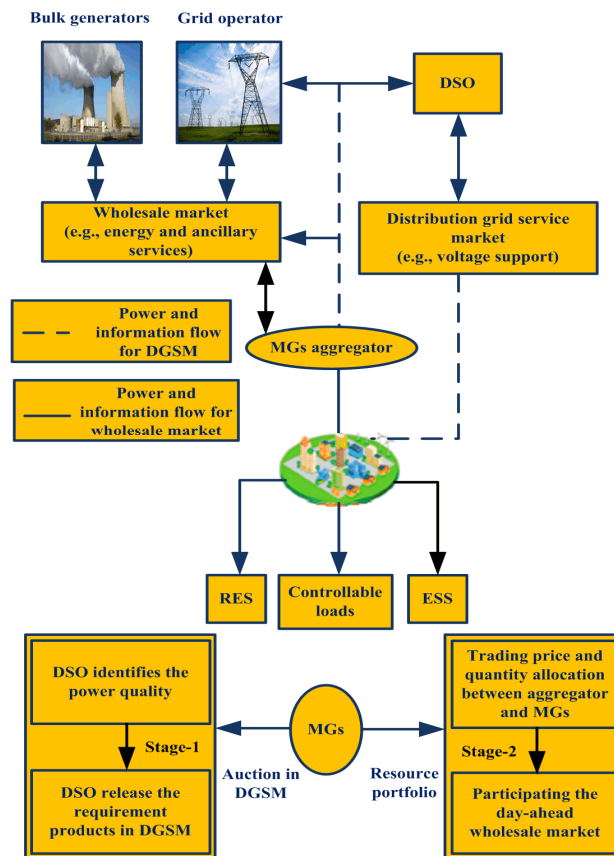 Bulk generators
Grid operator
DSO
Wholesale market
(e.g., energy and ancillary
services)
Distribution grid service
market
(e.g., voltage support)
Power and
information flow
for DGSM
MGs aggregator
Power and
information flow for
wholesale market
RES
Controllable
loads
ESS
DSO identifies the
power quality
Stage-1
DSO release the
requirement
products in DGSM
Auction in
DGSM
MGs
Resource
portfolio
Trading price and
quantity allocation
between aggregator
and MGs
Stage-2
Participating the
day-ahead
wholesale market